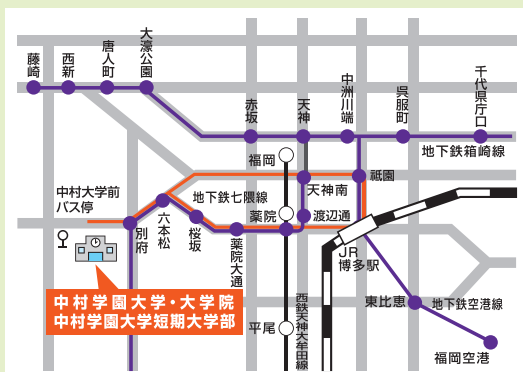 藤崎
西新
唐人町
大濠公園
赤坂
天神
中洲川端
呉服町
千代県庁口
地下鉄箱崎線
福岡
祇園
天神南
中村大学前
バス停
地下鉄七隈線
薬院
渡辺通
別府
六本松
桜坂
薬院大通
JR
博多駅
中村学園大学・大学院
中村学園大学短期大学部
西鉄天神大牟田線
東比恵
地下鉄空港線
平尾
福岡空港